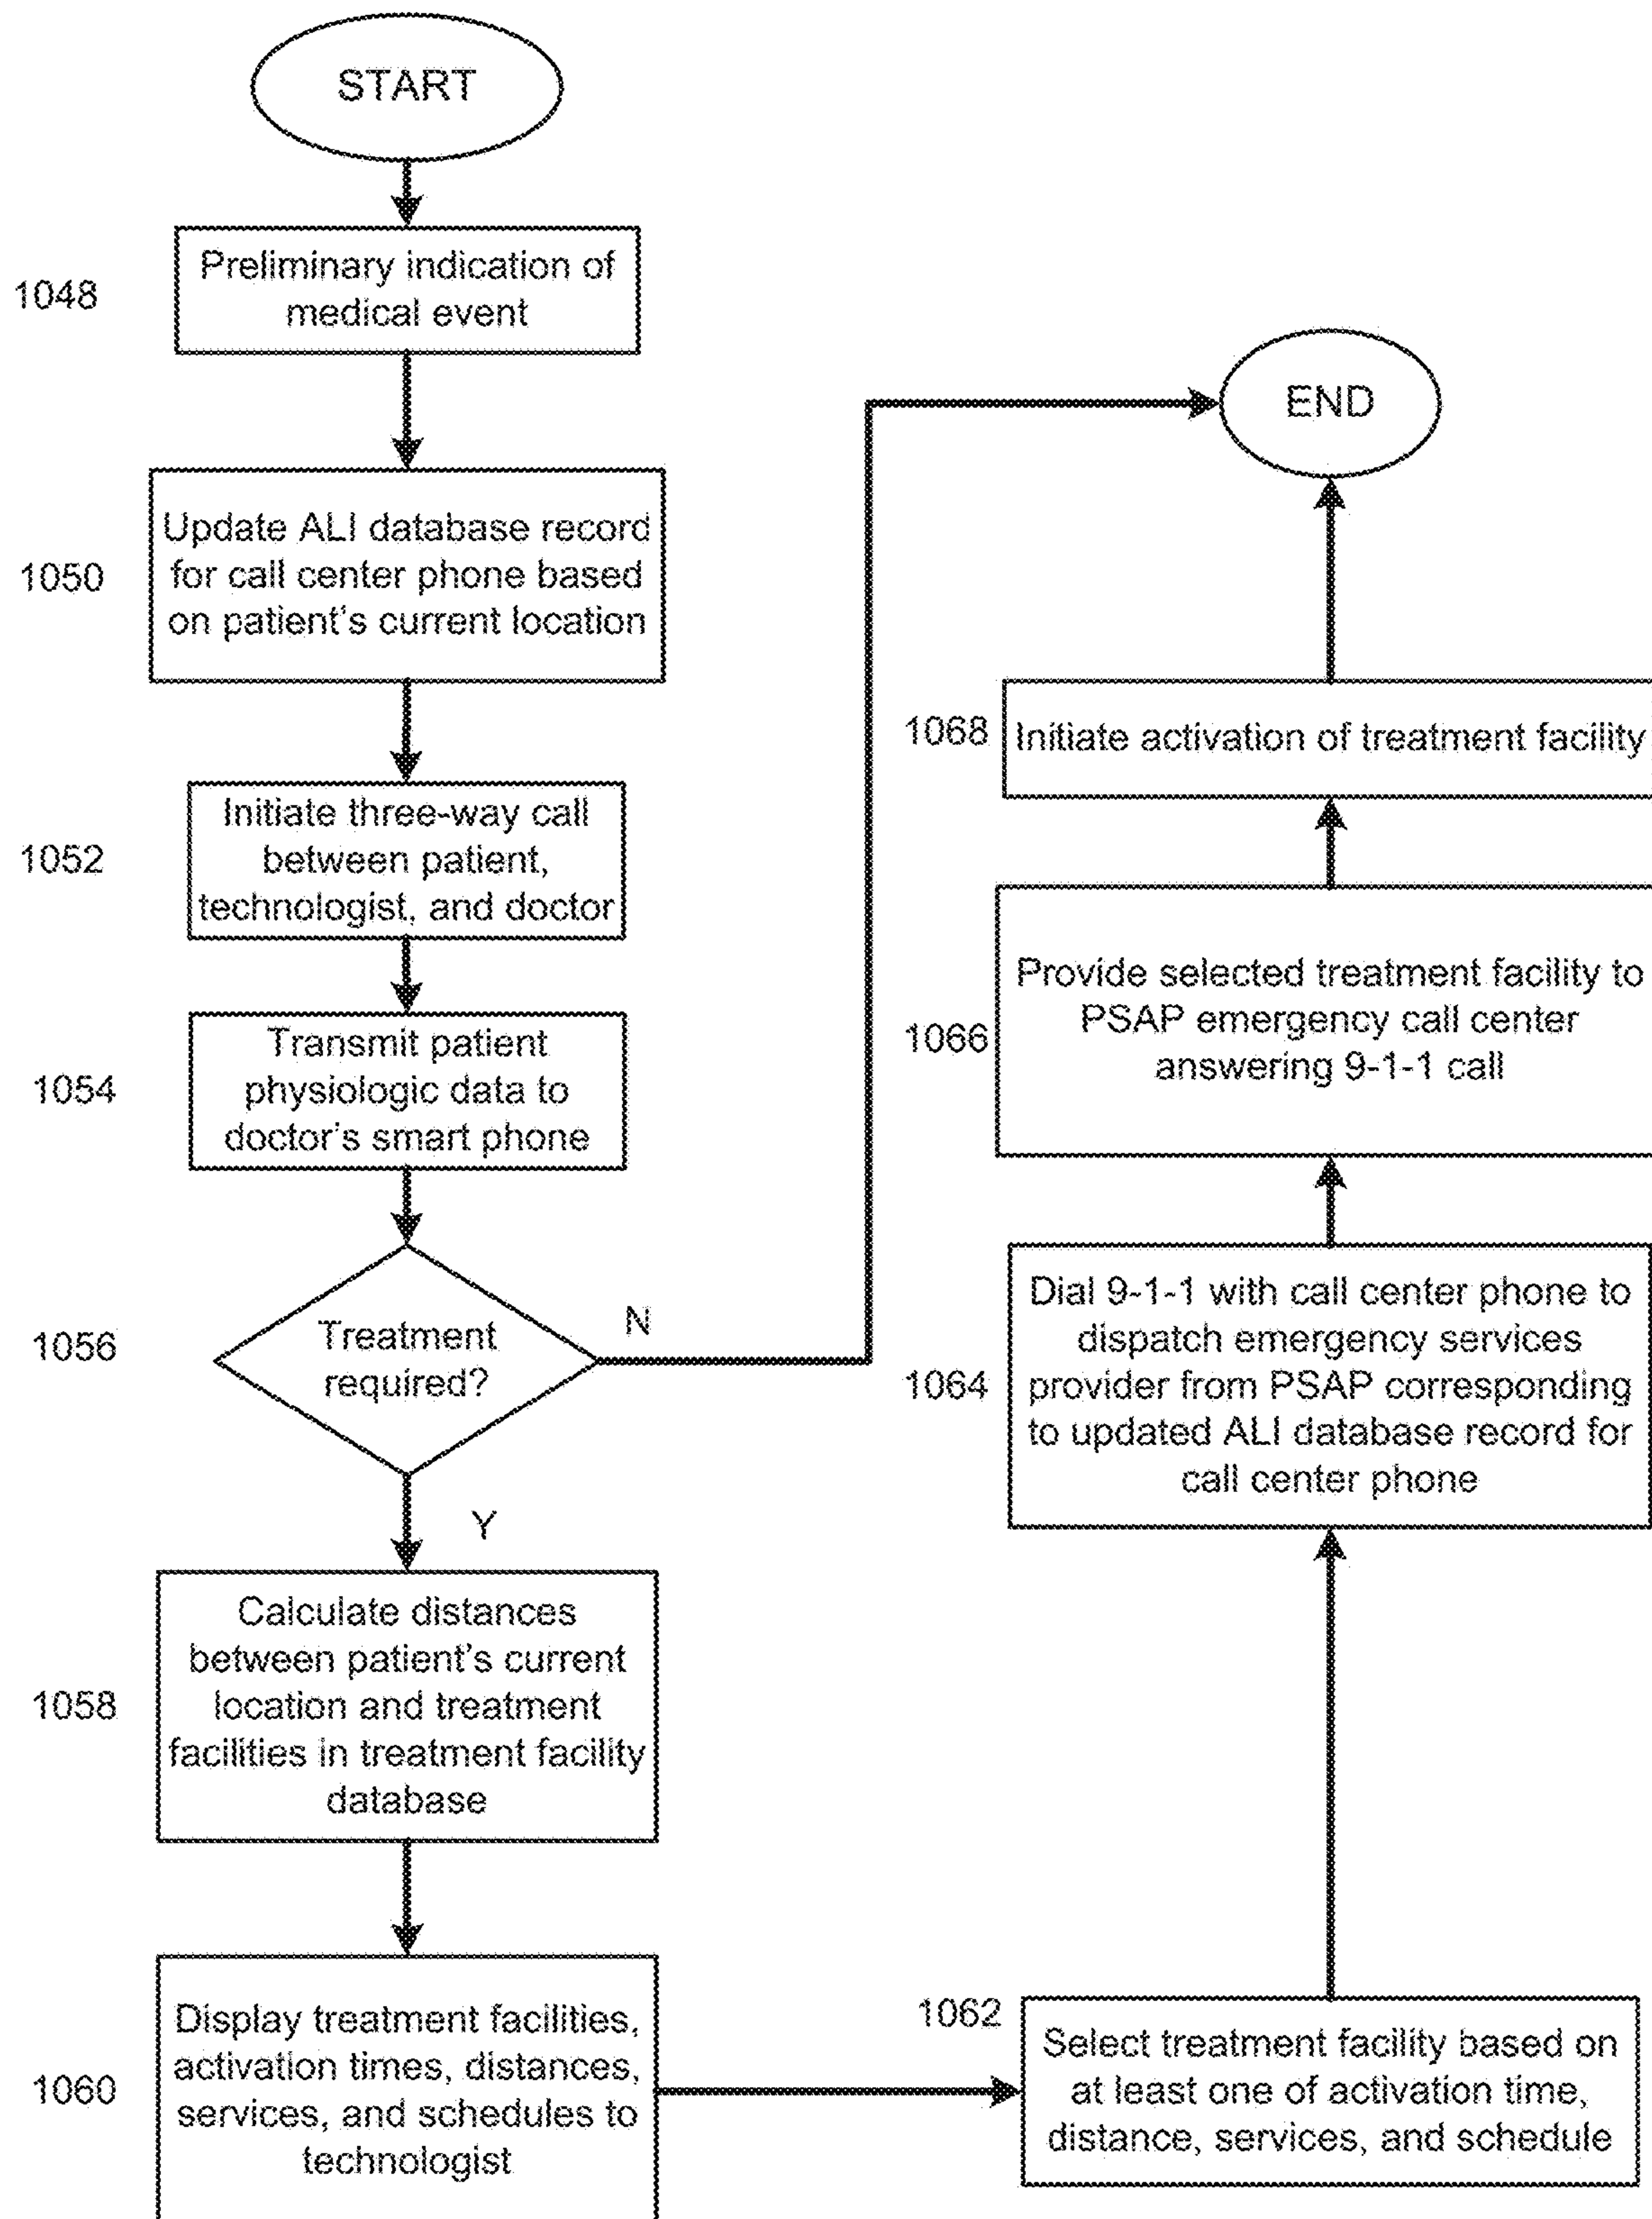 START
1048
Preliminary indication of
medical event
1050
Update ALI database record
for call center phone based
on patient's current location
1052
Initiate three-way call
between patient,
technologist, and doctor
1054
Transmit patient
physiologic data to
doctor's smart phone
1056
Treatment
required?
N
Y
1058
Calculate distances
between patient's current
location and treatment
facilities in treatment facility
database
1060
Display treatment facilities,
activation times, distances,
services, and schedules to
technologist
1062
Select treatment facility based on
at least one of activation time,
distance, services, and schedule
1064
Dial 9-1-1 with call center phone to
dispatch emergency services
provider from PSAP corresponding
to updated ALI database record for
call center phone
1066
Provide selected treatment facility to
PSAP emergency call center
answering 9-1-1 call
1068
Initiate activation of treatment facility
END